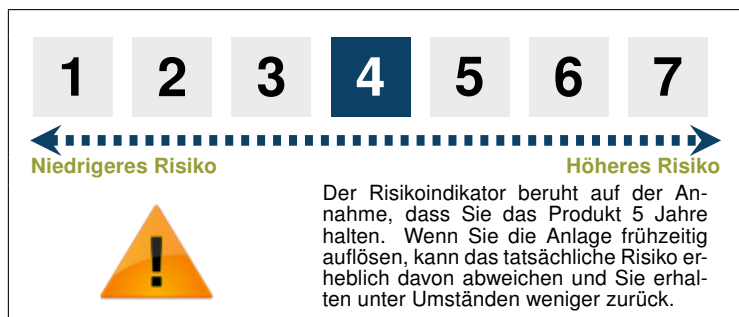 1 2 3 4 5 6 7
Niedrigeres Risiko Höheres Risiko
!
Der Risikoindikator beruht auf der An-
nahme, dass Sie das Produkt 5 Jahre
halten. Wenn Sie die Anlage frühzeitig
auflösen, kann das tatsächliche Risiko er-
heblich davon abweichen und Sie erhal-
ten unter Umständen weniger zurück.